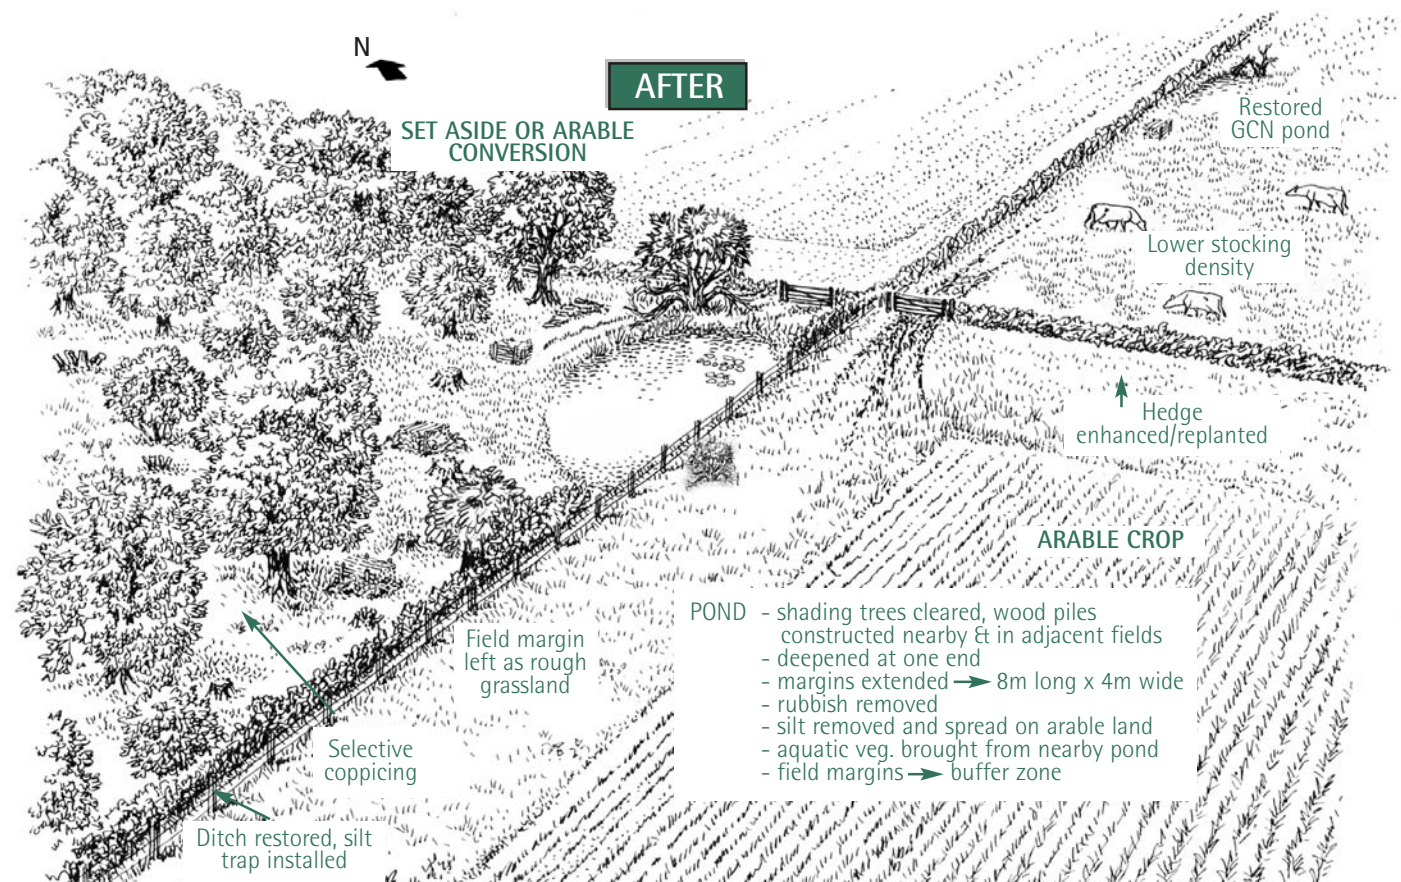 N
AFTER
SET ASIDE OR ARABLE
CONVERSION
Restored
GCN pond
Lower stocking
density
Hedge
enhanced/replanted
ARABLE CROP
POND - shading trees cleared, wood piles
constructed nearby & in adjacent fields
- deepened at one end
- margins extended → 8m long x 4m wide
- rubbish removed
- silt removed and spread on arable land
- aquatic veg. brought from nearby pond
- field margins → buffer zone
Field margin
left as rough
grassland
Selective
coppicing
Ditch restored, silt
trap installed